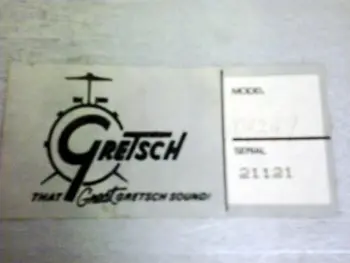 MODEL
GRETSCH
SERIAL
THAT Great GRETSCH SOUND!
21121